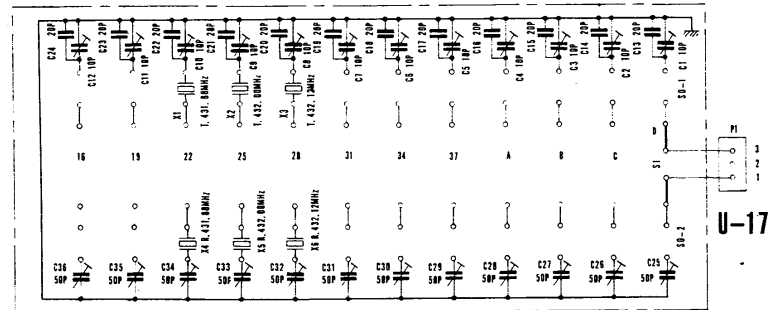 C24 20P
C23 20P
C22 20P
C21 20P
C20 20P
C19 20P
C18 20P
C17 20P
C16 20P
C15 20P
C14 20P
C13 20P
C12 10P
C11 10P
C10 10P
C9 10P
C8 10P
C7 10P
C6 10P
C5 10P
C4 10P
C3 10P
C2 10P
C1 10P
SO-1
X1
T.431.88MHz
X2
T.432.00MHz
X3
T.432.12MHz
16
19
22
25
28
31
34
37
A
B
C
D
S1
P1
3
2
1
U-17
X4 R.431.88MHz
X5 R.432.00MHz
X6 R.432.12MHz
SO-2
C36 50P
C35 50P
C34 50P
C33 50P
C32 50P
C31 50P
C30 50P
C29 50P
C28 50P
C27 50P
C26 50P
C25 50P